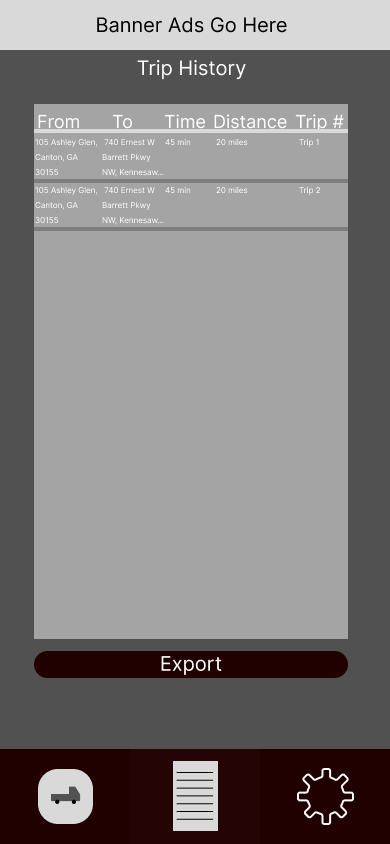 Banner Ads Go Here
Trip History
From To Time Distance Trip #
105 Ashley Glen, 740 Ernest W 45 min 20 miles Trip 1
Canton, GA Barrett Pkwy
30155 NW, Kennesaw...
105 Ashley Glen, 740 Ernest W 45 min 20 miles Trip 2
Canton, GA Barrett Pkwy
30155 NW, Kennesaw...
Export